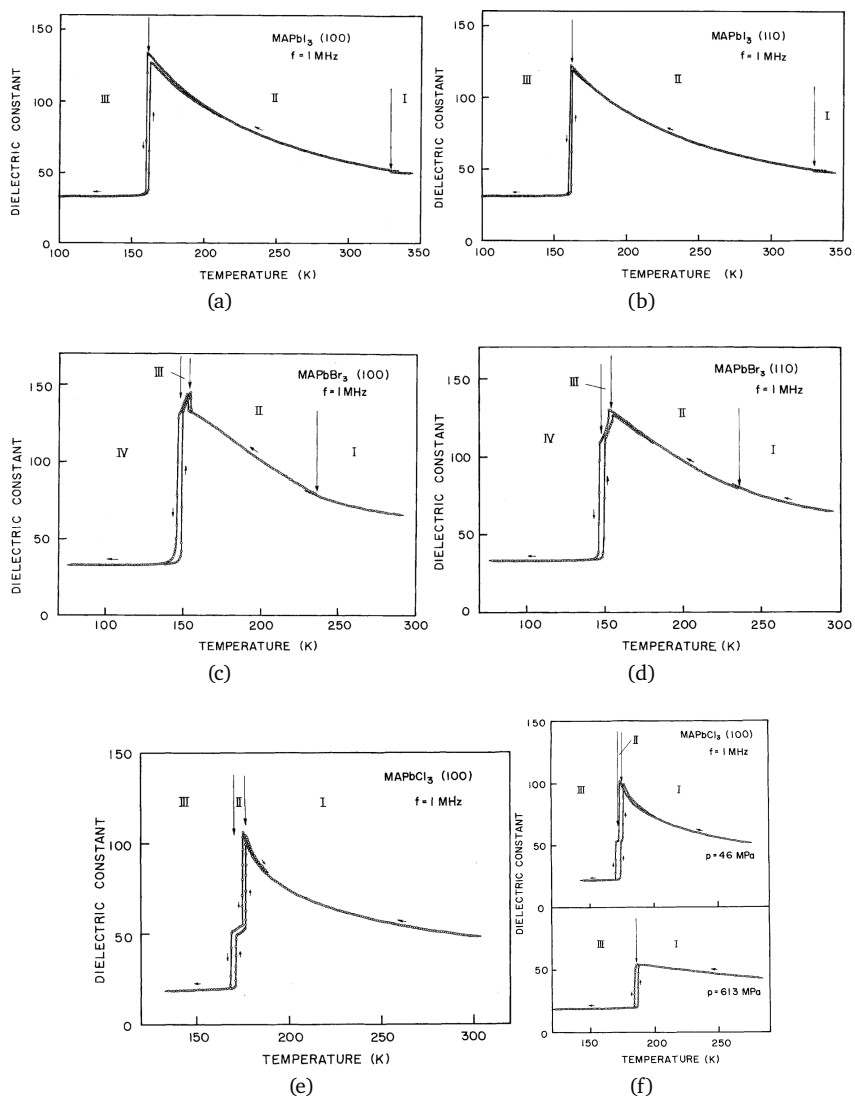 150
100
50
0
DIELECTRIC CONSTANT
MAPbI₃ (100)
f = 1 MHz
III
II
I
100 150 200 250 300 350
TEMPERATURE (K)
(a)
150
100
50
0
DIELECTRIC CONSTANT
MAPbI₃ (110)
f = 1 MHz
III
II
I
100 150 200 250 300 350
TEMPERATURE (K)
(b)
150
100
50
0
DIELECTRIC CONSTANT
III
MAPbBr₃ (100)
f = 1 MHz
II
IV
I
100 150 200 250 300
TEMPERATURE (K)
(c)
150
100
50
0
DIELECTRIC CONSTANT
MAPbBr₃ (110)
f = 1 MHz
III
II
IV
I
100 150 200 250 300
TEMPERATURE (K)
(d)
150
100
50
0
DIELECTRIC CONSTANT
MAPbCl₃ (100)
f = 1 MHz
III
II
I
150 200 250 300
TEMPERATURE (K)
(e)
150
100
50
0
50
0
DIELECTRIC CONSTANT
II
MAPbCl₃ (100)
f = 1 MHz
III
I
p = 46 MPa
III
I
p = 613 MPa
150 200 250
TEMPERATURE (K)
(f)